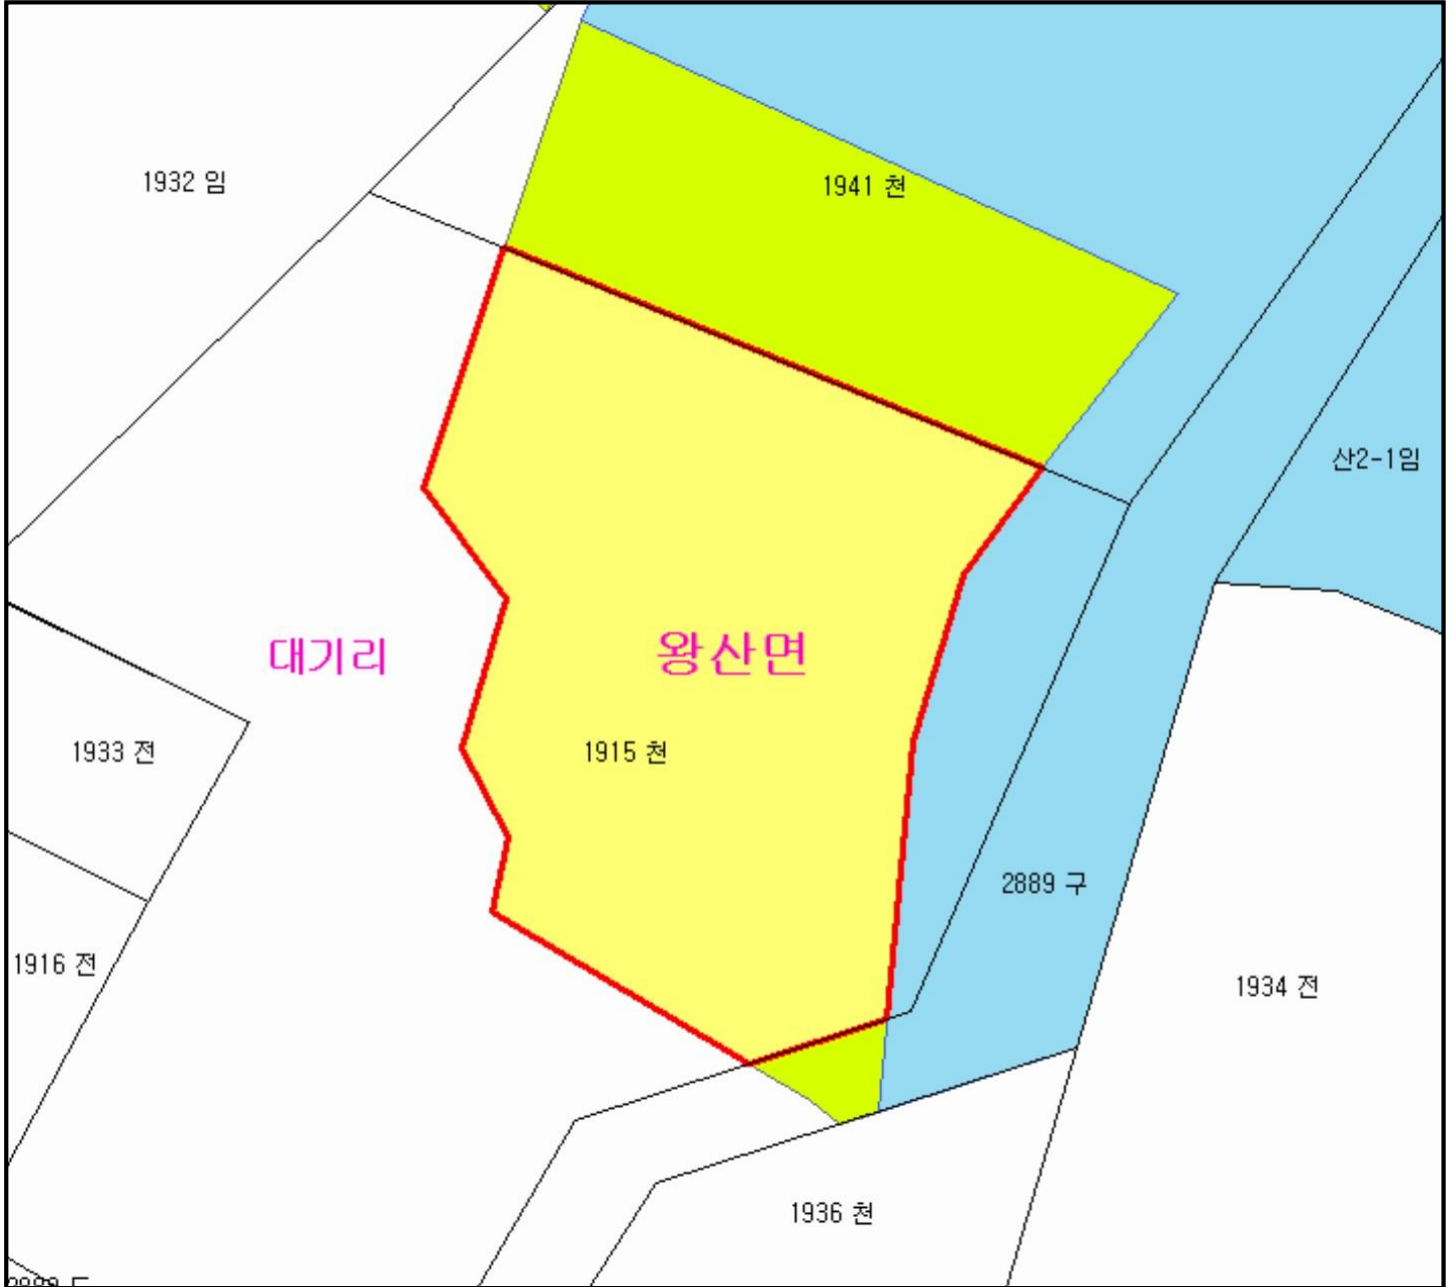 1932 임
1941 천
산2-1임
대기리
왕산면
1933 전
1915 천
2889 구
1916 전
1934 전
1936 천